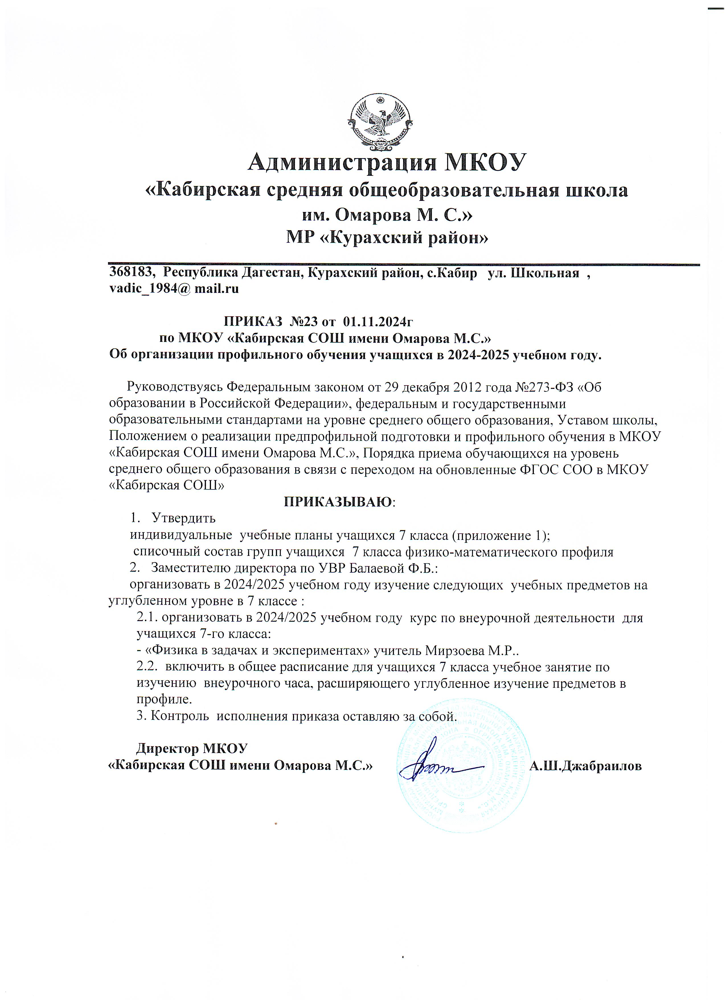 Администрация МКОУ
«Кабирская средняя общеобразовательная школа
им. Омарова М. С.»
МР «Курахский район»
368183,  Республика Дагестан, Курахский район, с.Кабир   ул. Школьная  ,
vadic_1984@ mail.ru
ПРИКАЗ  №23 от  01.11.2024г
по МКОУ «Кабирская СОШ имени Омарова М.С.»
Об организации профильного обучения учащихся в 2024-2025 учебном году.
Руководствуясь Федеральным законом от 29 декабря 2012 года №273-ФЗ «Об
образовании в Российской Федерации», федеральным и государственными
образовательными стандартами на уровне среднего общего образования, Уставом школы,
Положением о реализации предпрофильной подготовки и профильного обучения в МКОУ
«Кабирская СОШ имени Омарова М.С.», Порядка приема обучающихся на уровень
среднего общего образования в связи с переходом на обновленные ФГОС СОО в МКОУ
«Кабирская СОШ»
ПРИКАЗЫВАЮ:
1.   Утвердить
индивидуальные  учебные планы учащихся 7 класса (приложение 1);
списочный состав групп учащихся  7 класса физико-математического профиля
2.   Заместителю директора по УВР Балаевой Ф.Б.:
организовать в 2024/2025 учебном году изучение следующих  учебных предметов на
углубленном уровне в 7 классе :
2.1. организовать в 2024/2025 учебном году  курс по внеурочной деятельности  для
учащихся 7-го класса:
- «Физика в задачах и экспериментах» учитель Мирзоева М.Р..
2.2.  включить в общее расписание для учащихся 7 класса учебное занятие по
изучению  внеурочного часа, расширяющего углубленное изучение предметов в
профиле.
3. Контроль  исполнения приказа оставляю за собой.
Директор МКОУ
«Кабирская СОШ имени Омарова М.С.» А.Ш.Джабраилов